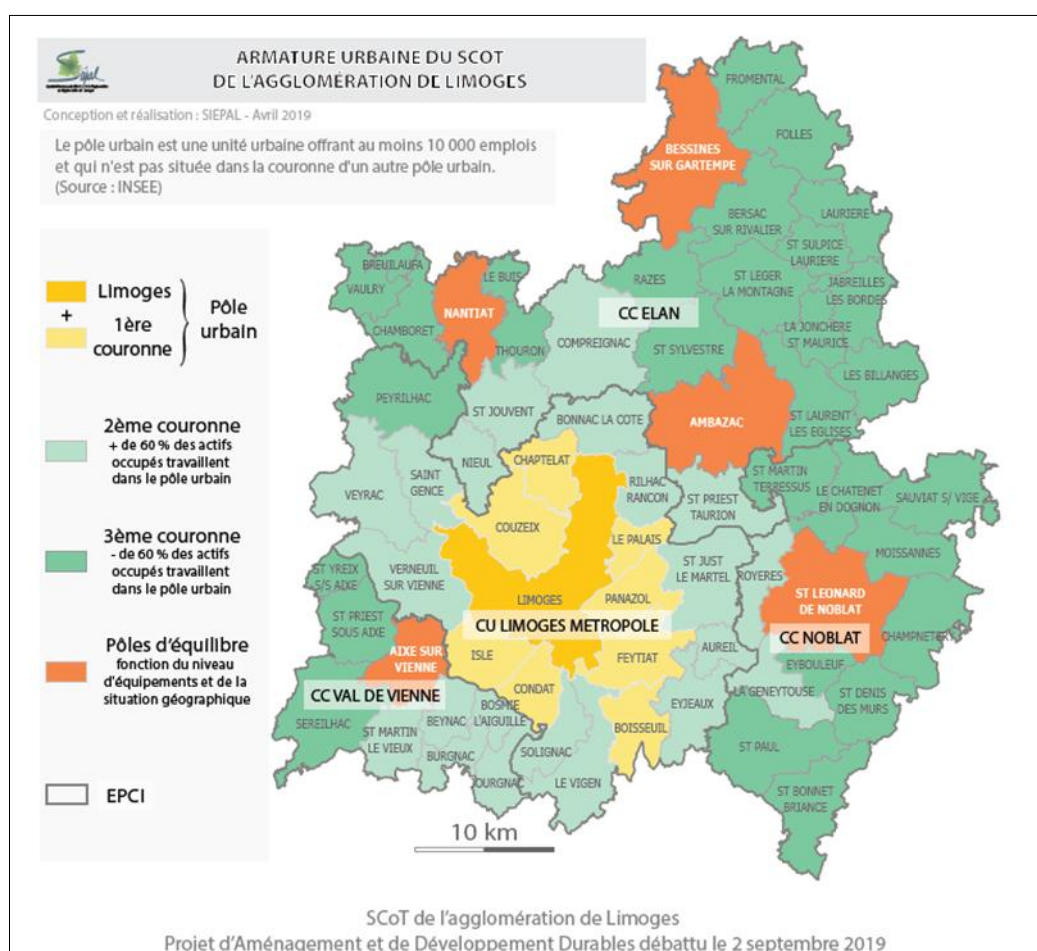 ARMATURE URBAINE DU SCOT
DE L'AGGLOMÉRATION DE LIMOGES
Conception et réalisation : SIEPAL - Avril 2019
Le pôle urbain est une unité urbaine offrant au moins 10 000 emplois
et qui n'est pas située dans la couronne d'un autre pôle urbain.
(Source : INSEE)
Limoges
+
1ère
couronne
Pôle
urbain
2ème couronne
+ de 60 % des actifs
occupés travaillent
dans le pôle urbain
3ème couronne
- de 60 % des actifs
occupés travaillent
dans le pôle urbain
Pôles d'équilibre
fonction du niveau
d'équipements et de la
situation géographique
EPCI
FROMENTAL
FOLLES
BESSINES
SUR GARTEMPE
BERSAC
SUR RIVALIER
LAURIERE
ST SULPICE
LAURIERE
BREUILAUFA
VAULRY
LE BUIS
NANTIAT
CHAMBORET
THOURON
RAZES
ST LEGER
LA MONTAGNE
JABREILLES
LES BORDES
CC ELAN
COMPREIGNAC
ST SYLVESTRE
LA JONCHERE
ST MAURICE
LES BILLANGES
PEYRILHAC
ST JOUVENT
BONNAC LA COTE
AMBAZAC
ST LAURENT
LES EGLISES
NIEUL
CHAPTELAT
VEYRAC
SAINT
GENCE
RILHAC
RANCON
ST PRIEST
TAURION
ST MARTIN
TERRESSUS
LE CHATENET
EN DOGNON
SAUVIAT S/ VIGE
COUZEIX
LE PALAIS
MOISSANNES
ST YREIX
S/S AIXE
VERNEUIL
SUR VIENNE
ST JUST
LE MARTEL
ROYERES
ST LEONARD
DE NOBLAT
LIMOGES
PANAZOL
ST PRIEST
SOUS AIXE
CU LIMOGES METROPOLE
CC NOBLAT
CHAMPNETER
AIXE SUR
VIENNE
ISLE
FEYTIAT
AUREIL
EYBOULEUF
CC VAL DE VIENNE
CONDAT
LA GENEYTOUSE
SEREILHAC
BOSMIE
L'AIGUILLE
BEYNAC
BOISSEUIL
EYJEAUX
ST DENIS
DES MURS
ST MARTIN
LE VIEUX
BURGNAC
SOLIGNAC
ST PAUL
JOURGNAC
LE VIGEN
ST BONNET
BRIANCE
10 km
SCoT de l'agglomération de Limoges
Projet d'Aménagement et de Développement Durables débattu le 2 septembre 2019